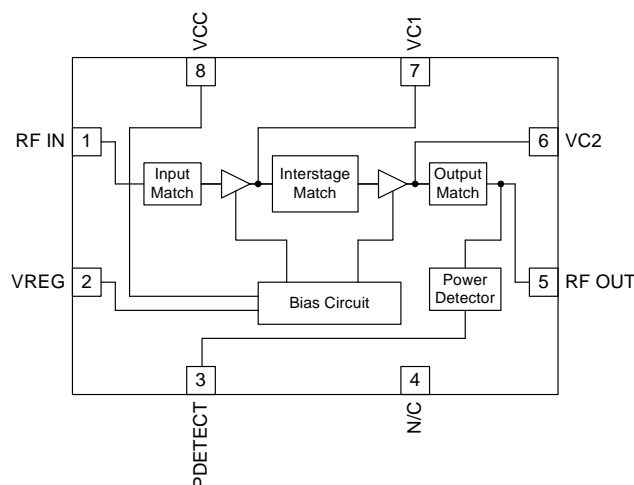 VCC
VC1
8
7
RF IN
1
6
VC2
Input
Match
Interstage
Match
Output
Match
VREG
2
Bias Circuit
Power
Detector
5
RF OUT
3
4
PDETECT
N/C